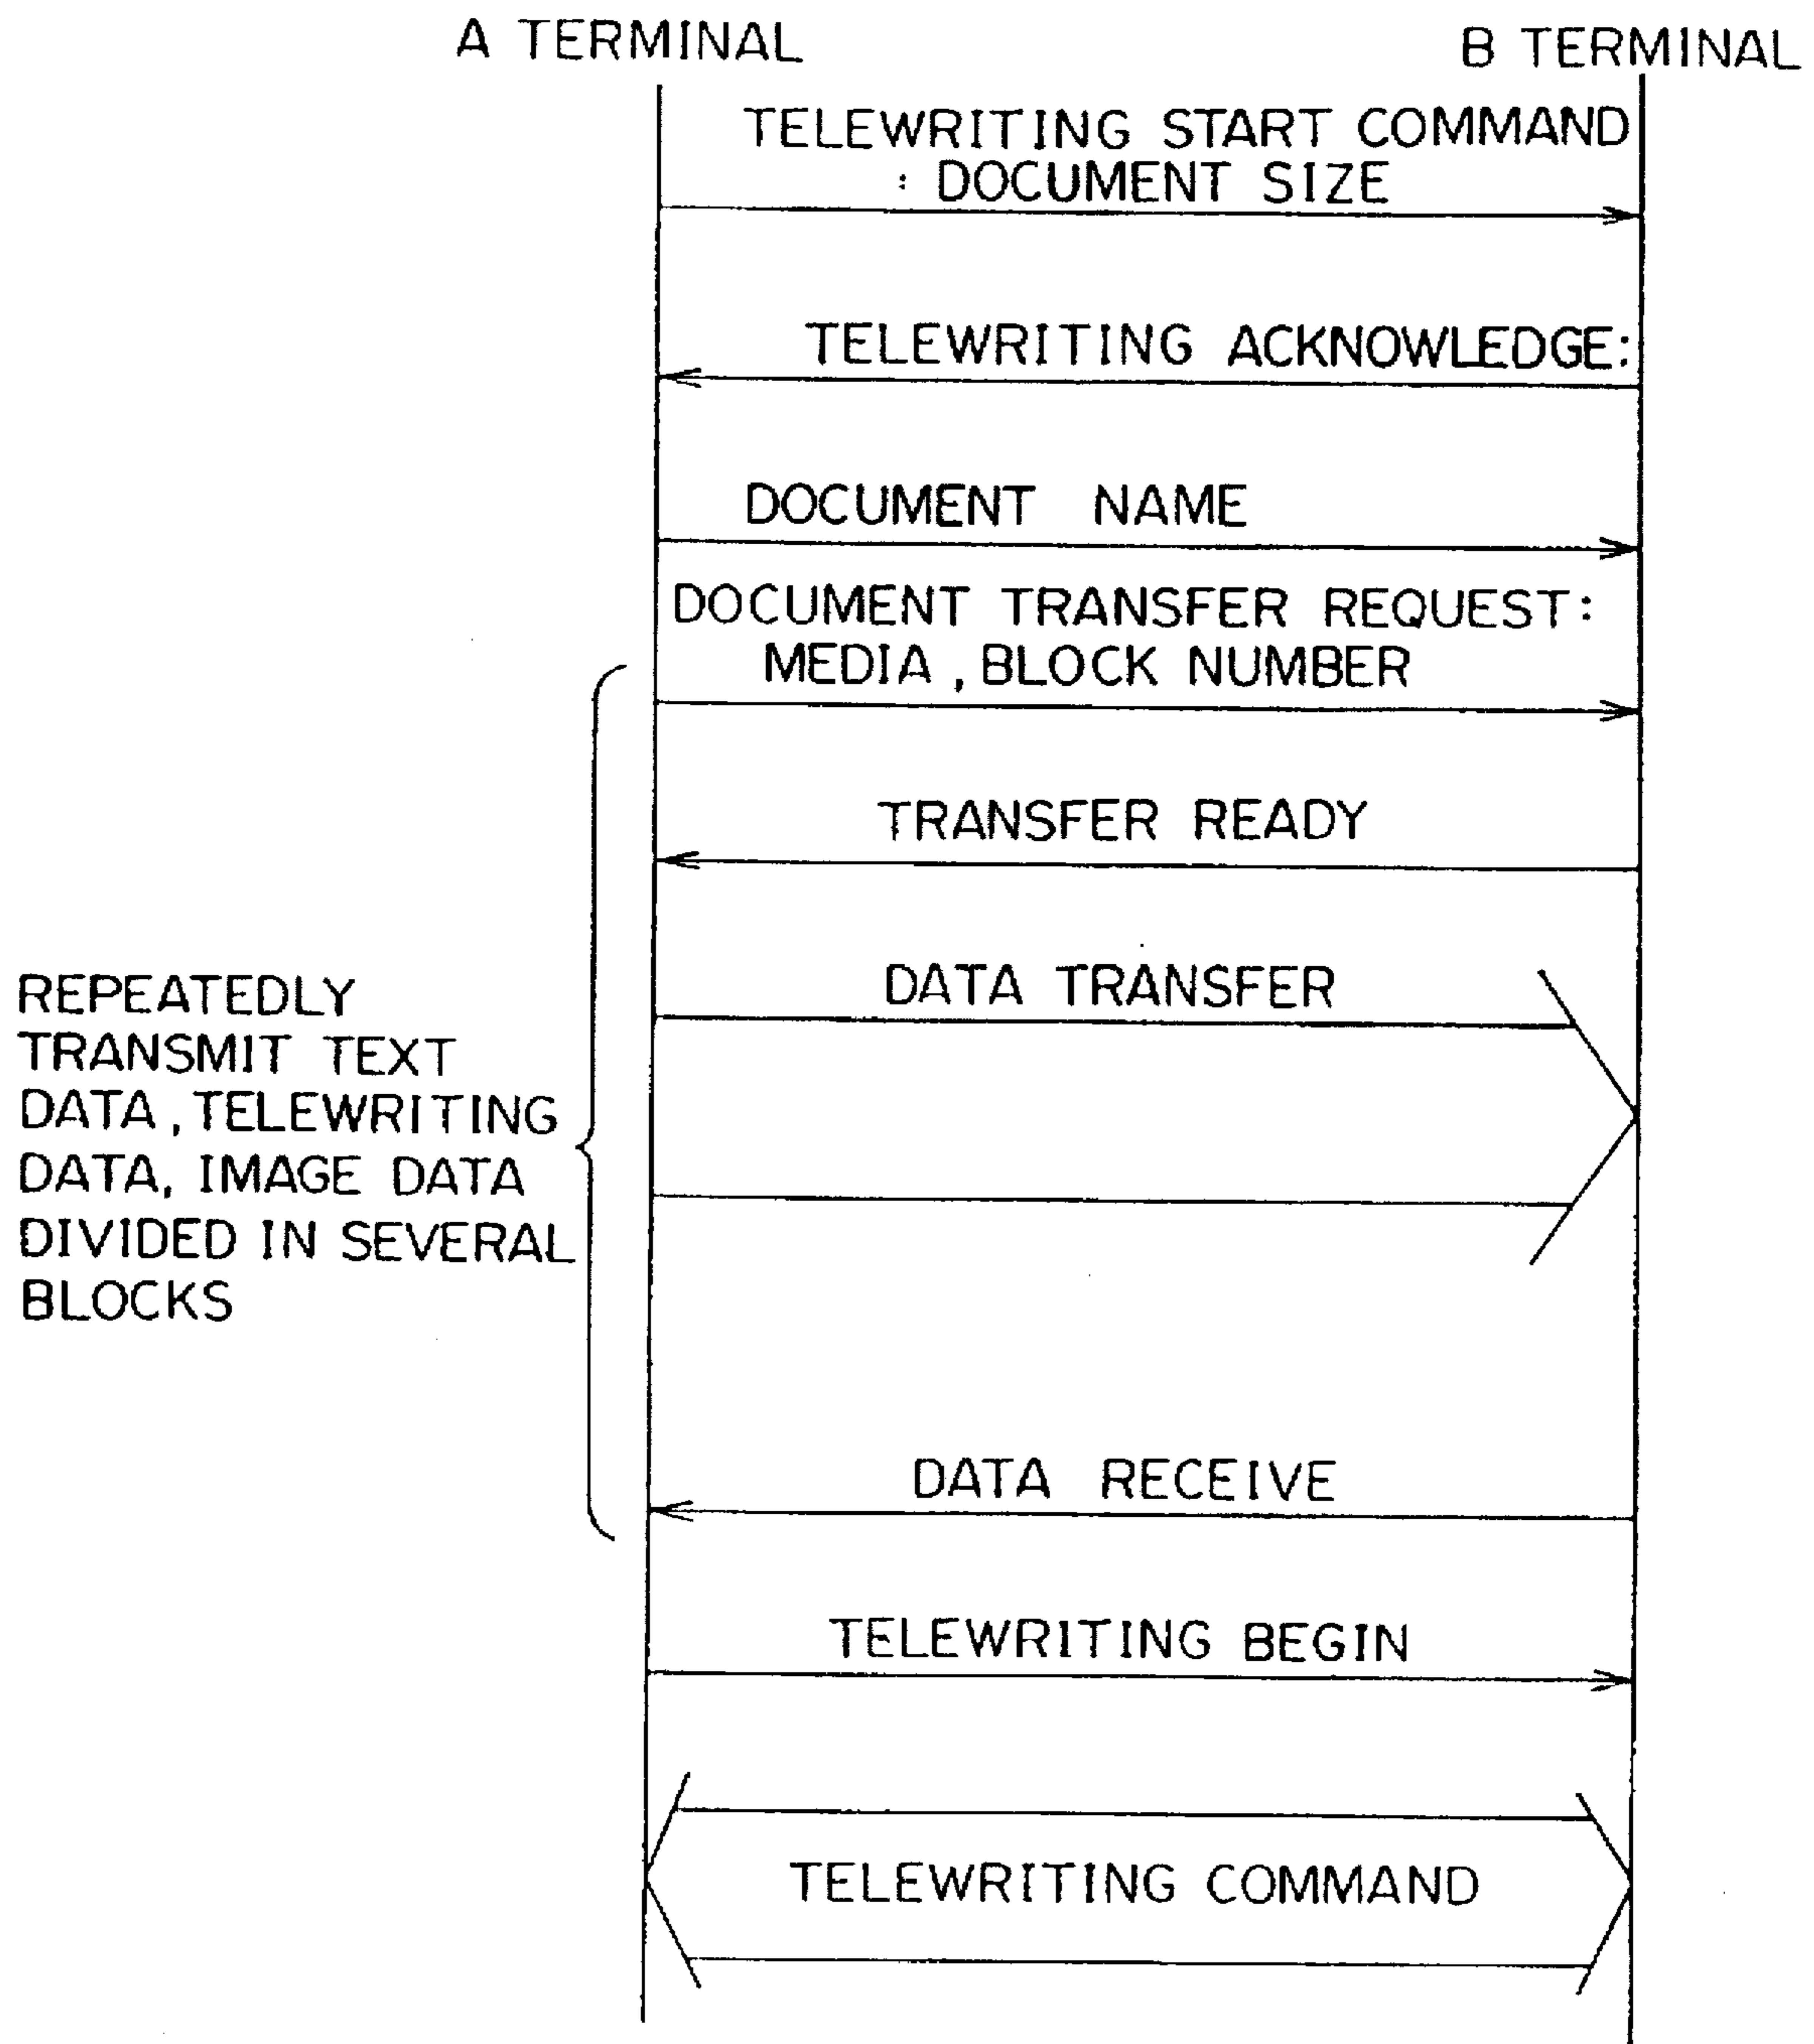 A TERMINAL
B TERMINAL
TELEWRITING START COMMAND
: DOCUMENT SIZE
TELEWRITING ACKNOWLEDGE:
DOCUMENT NAME
DOCUMENT TRANSFER REQUEST:
MEDIA, BLOCK NUMBER
TRANSFER READY
DATA TRANSFER
REPEATEDLY
TRANSMIT TEXT
DATA, TELEWRITING
DATA, IMAGE DATA
DIVIDED IN SEVERAL
BLOCKS
DATA RECEIVE
TELEWRITING BEGIN
TELEWRITING COMMAND